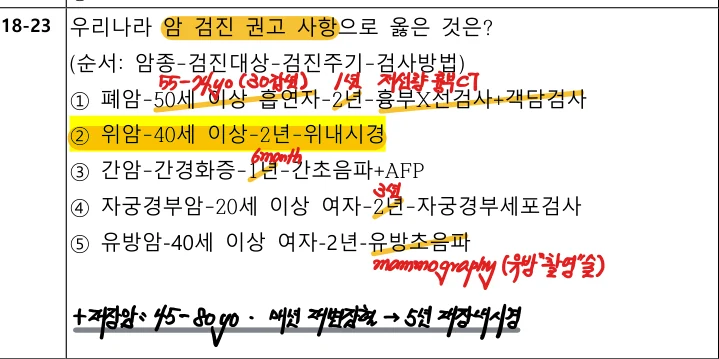 18-23 우리나라 암 검진 권고 사항으로 옳은 것은?
(순서: 암종-검진대상-검진주기-검사방법)
55-74yo (30갑년) 1년 저선량 흉부CT
① 폐암-50세 이상 흡연자-2년-흉부X선검사+객담검사
② 위암-40세 이상-2년-위내시경
6month
③ 간암-간경화증-1년-간초음파+AFP
3년
④ 자궁경부암-20세 이상 여자-2년-자궁경부세포검사
⑤ 유방암-40세 이상 여자-2년-유방초음파
mammography (유방"촬영"술)
+대장암: 45-80yo · 매년 대변잠혈 → 5년 대장내시경